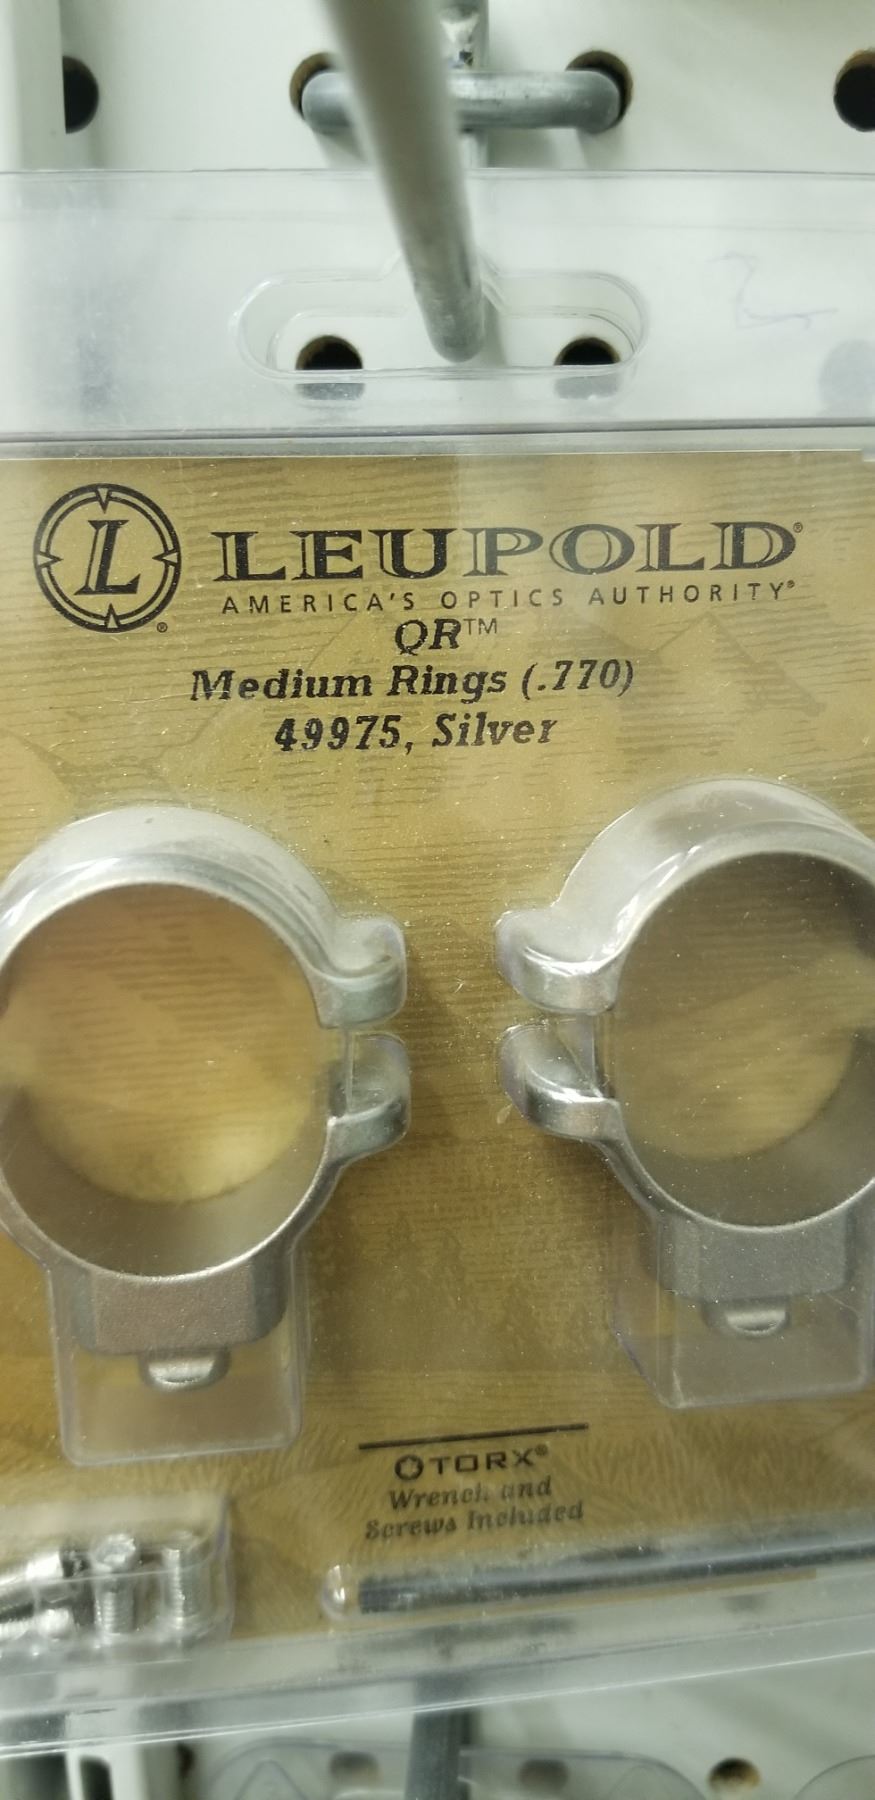 L
LEUPOLD®
AMERICA'S OPTICS AUTHORITY®
®
QR™
Medium Rings (.770)
49975, Silver
TORX®
Wrench and
Screws Included